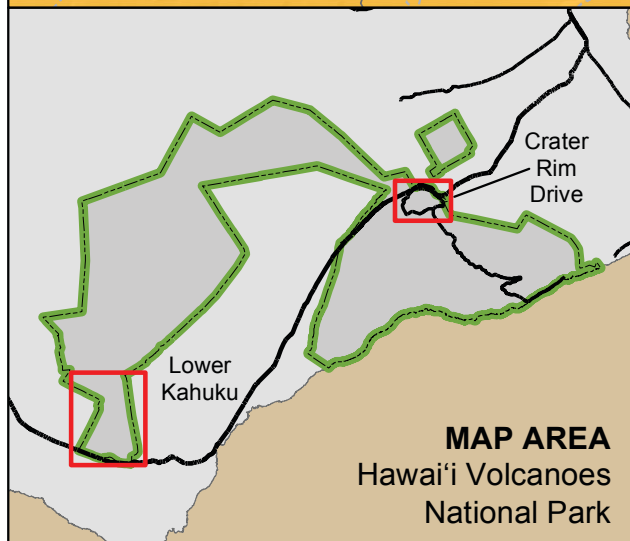 Crater
Rim
Drive
Lower
Kahuku
MAP AREA
Hawaiʻi Volcanoes
National Park